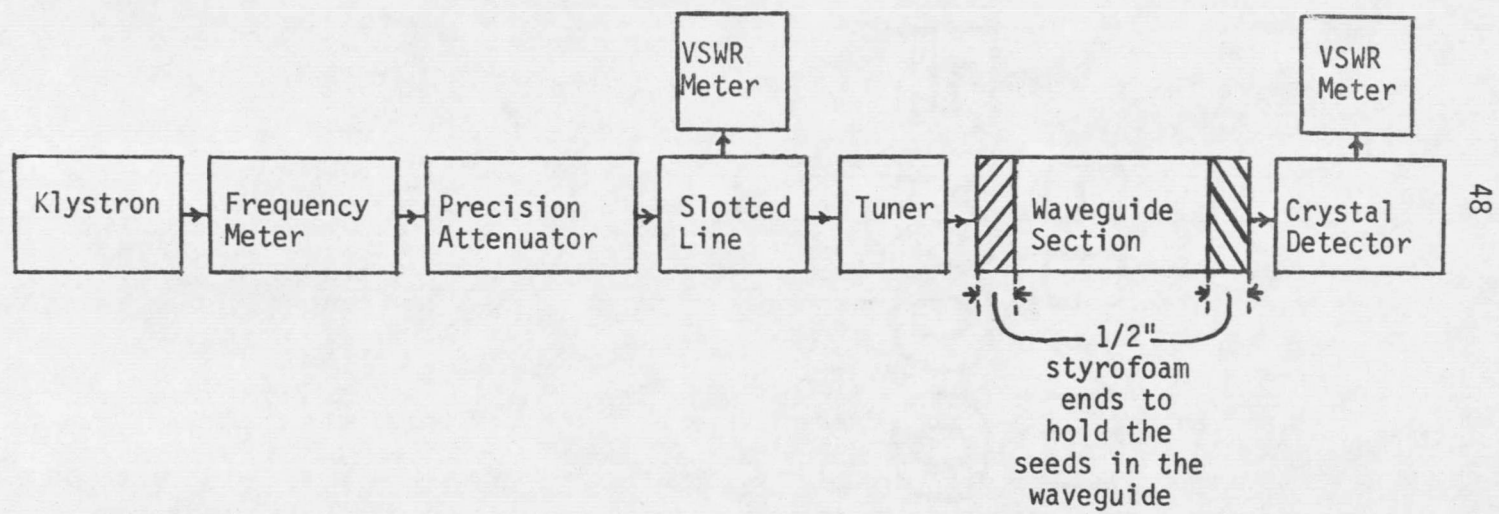 VSWR
Meter
VSWR
Meter
Klystron
Frequency
Meter
Precision
Attenuator
Slotted
Line
Tuner
Waveguide
Section
Crystal
Detector
48
1/2"
styrofoam
ends to
hold the
seeds in the
waveguide